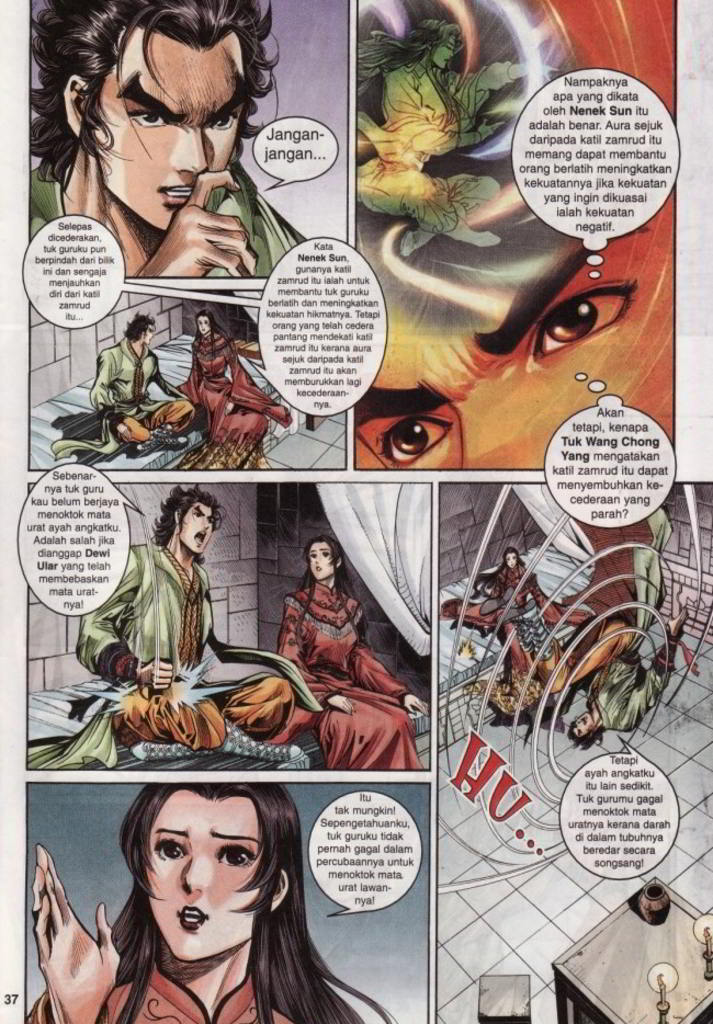 Jangan-
jangan...
Nampaknya
apa yang dikata
oleh Nenek Sun itu
adalah benar. Aura sejuk
daripada katil zamrud itu
memang dapat membantu
orang berlatih dan meningkatkan
kekuatannya jika kekuatan
yang ingin dikuasai
ialah kekuatan
negatif.
Selepas
dicederakan,
tuk guruku pun
berpindah dari bilik
ini dan sengaja
menjauhkan
diri dari katil
zamrud
itu...
Kata
Nenek Sun,
gunanya katil
zamrud itu ialah untuk
membantu tuk guruku
berlatih dan meningkatkan
kekuatan hikmatnya. Tetapi
orang yang telah cedera
pantang mendekati katil
zamrud itu kerana aura
sejuk daripada katil
zamrud itu akan
memburukkan lagi
kecederaan-
nya.
Akan
tetapi, kenapa
Tuk Wang Chong
Yang mengatakan
katil zamrud itu dapat
menyembuhkan ke-
cederaan yang
parah?
Sebenar-
nya tuk guru
kau belum berjaya
menoktok mata
urat ayah angkatku.
Adalah salah jika
dianggap Dewi
Ular yang telah
membebaskan
mata urat-
nya!
HU...
Tetapi
ayah angkatku
itu lain sedikit.
Tuk gurumu gagal
menoktok mata
uratnya kerana darah
di dalam tubuhnya
beredar secara
songsang!
Itu
tak mungkin!
Sepengetahuanku,
tuk guruku tidak
pernah gagal dalam
percubaannya untuk
menoktok mata
urat lawan-
nya!
37